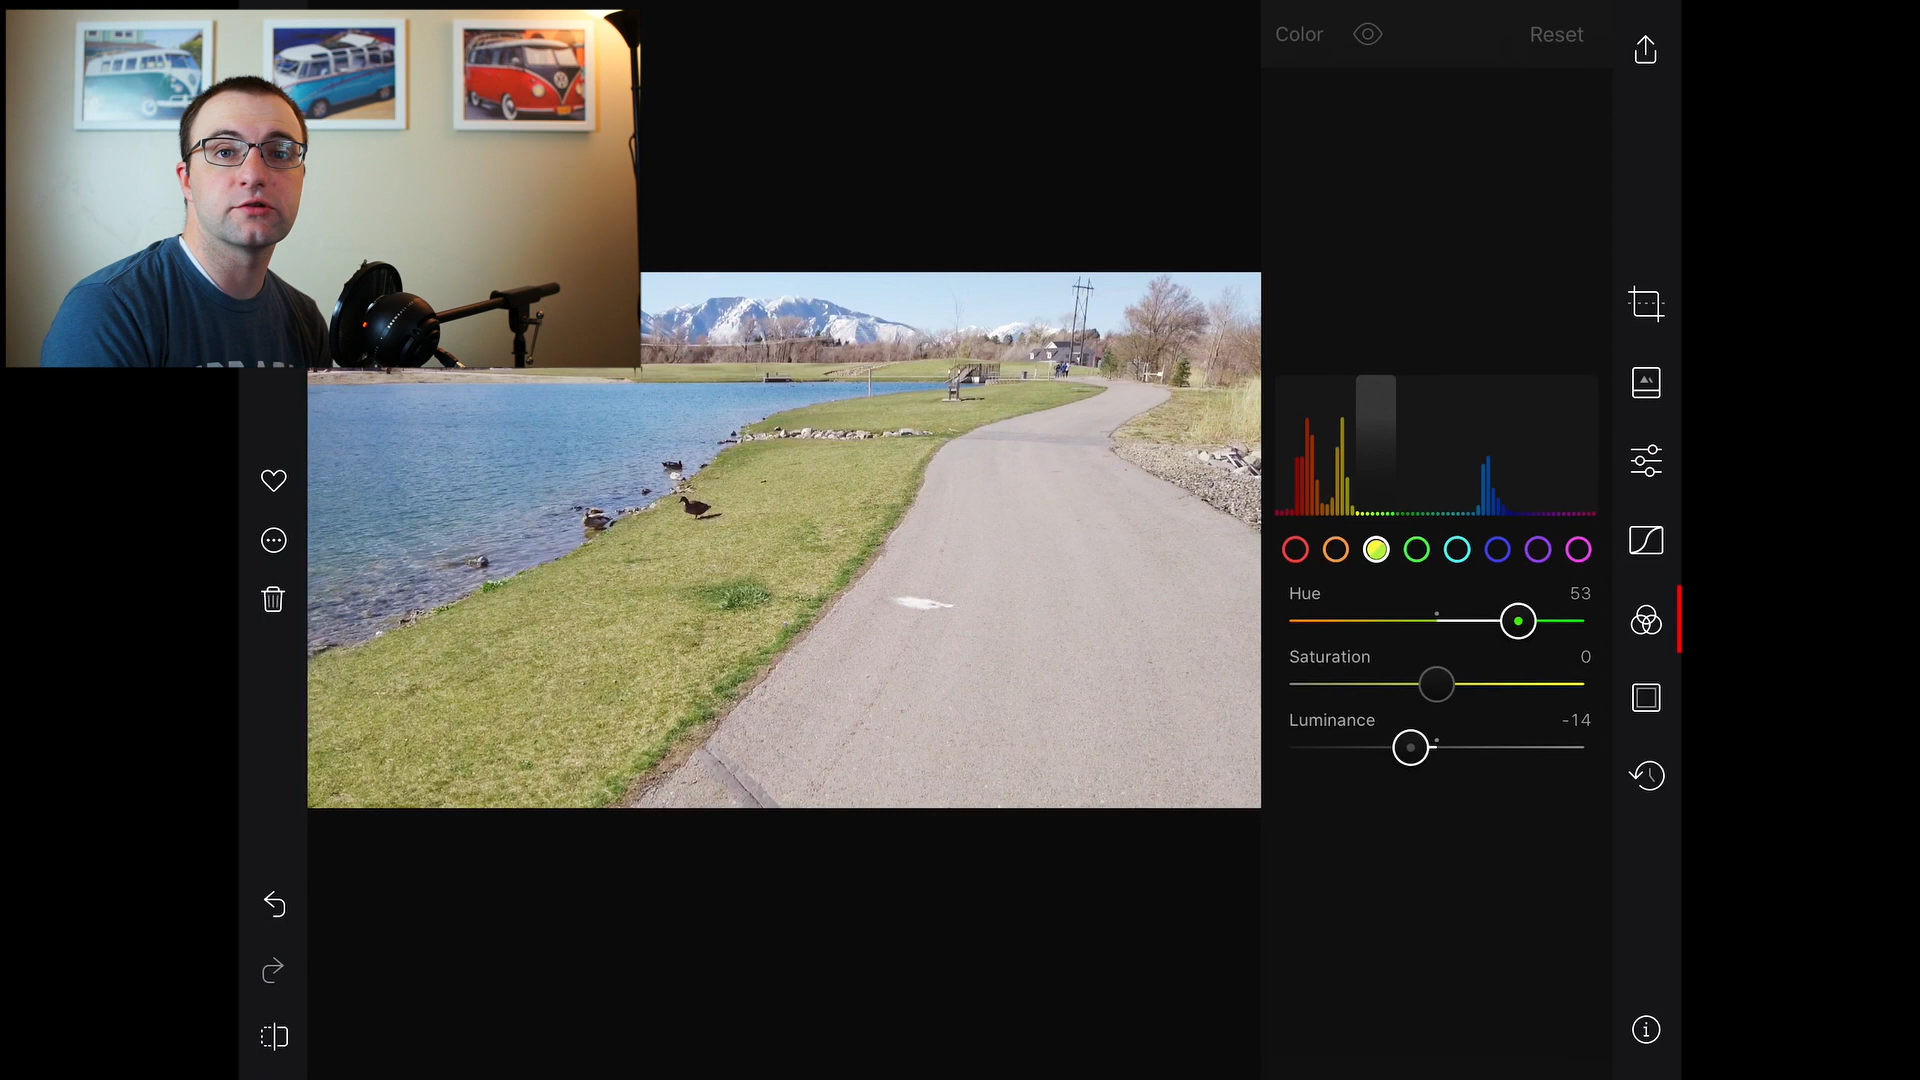 Color
Reset
Hue 53
Saturation 0
Luminance -14